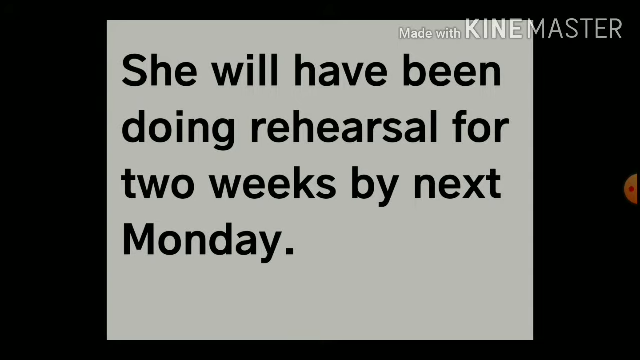 Made with KINEMASTER
She will have been
doing rehearsal for
two weeks by next
Monday.